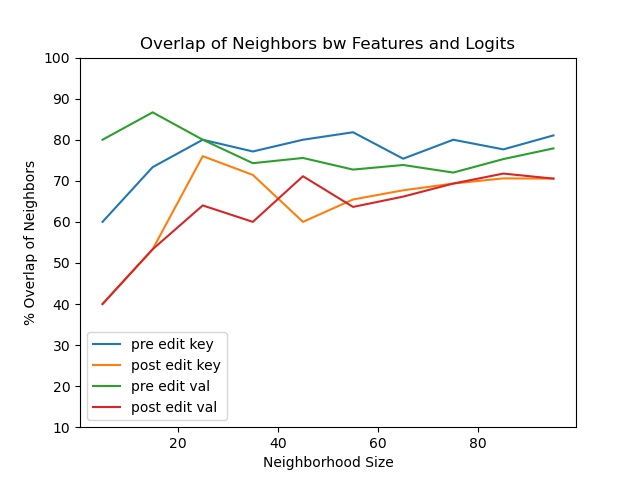 Overlap of Neighbors bw Features and Logits
% Overlap of Neighbors
100
90
80
70
60
50
40
30
20
10
pre edit key
post edit key
pre edit val
post edit val
20 40 60 80
Neighborhood Size